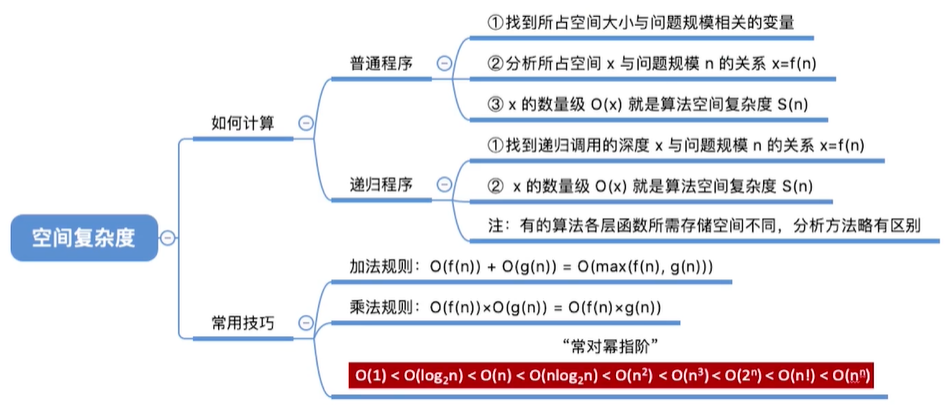 空间复杂度
如何计算
普通程序
①找到所占空间大小与问题规模相关的变量
②分析所占空间 x 与问题规模 n 的关系 x=f(n)
③ x 的数量级 O(x) 就是算法空间复杂度 S(n)
递归程序
①找到递归调用的深度 x 与问题规模 n 的关系 x=f(n)
② x 的数量级 O(x) 就是算法空间复杂度 S(n)
注：有的算法各层函数所需存储空间不同，分析方法略有区别
常用技巧
加法规则：O(f(n)) + O(g(n)) = O(max(f(n), g(n)))
乘法规则：O(f(n))×O(g(n)) = O(f(n)×g(n))
“常对幂指阶”
O(1) < O(log₂n) < O(n) < O(nlog₂n) < O(n²) < O(n³) < O(2ⁿ) < O(n!) < O(nⁿ)